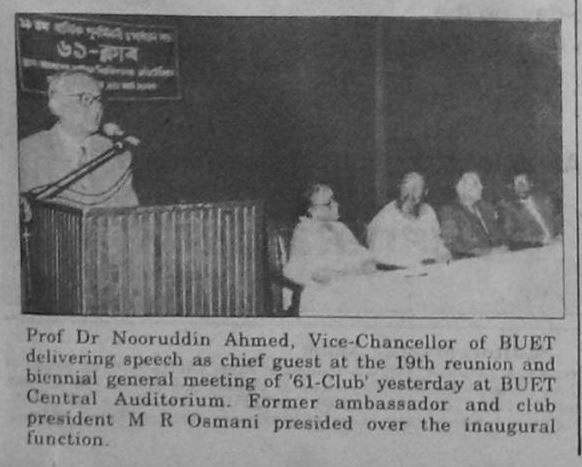 ৬১-ক্লাব
Prof Dr Nooruddin Ahmed, Vice-Chancellor of BUET
delivering speech as chief guest at the 19th reunion and
biennial general meeting of '61-Club' yesterday at BUET
Central Auditorium. Former ambassador and club
president M R Osmani presided over the inaugural
function.